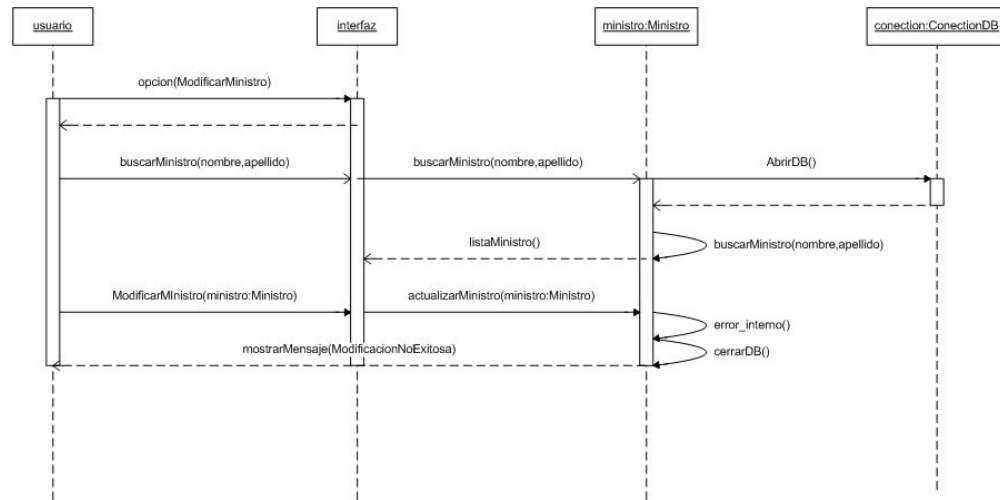 usuario
interfaz
ministro:Ministro
conection:ConectionDB
opcion(ModificarMinistro)
buscarMinistro(nombre,apellido)
buscarMinistro(nombre,apellido)
AbrirDB()
listaMinistro()
buscarMinistro(nombre,apellido)
ModificarMInistro(ministro:Ministro)
actualizarMinistro(ministro:Ministro)
error_interno()
mostrarMensaje(ModificacionNoExitosa)
cerrarDB()